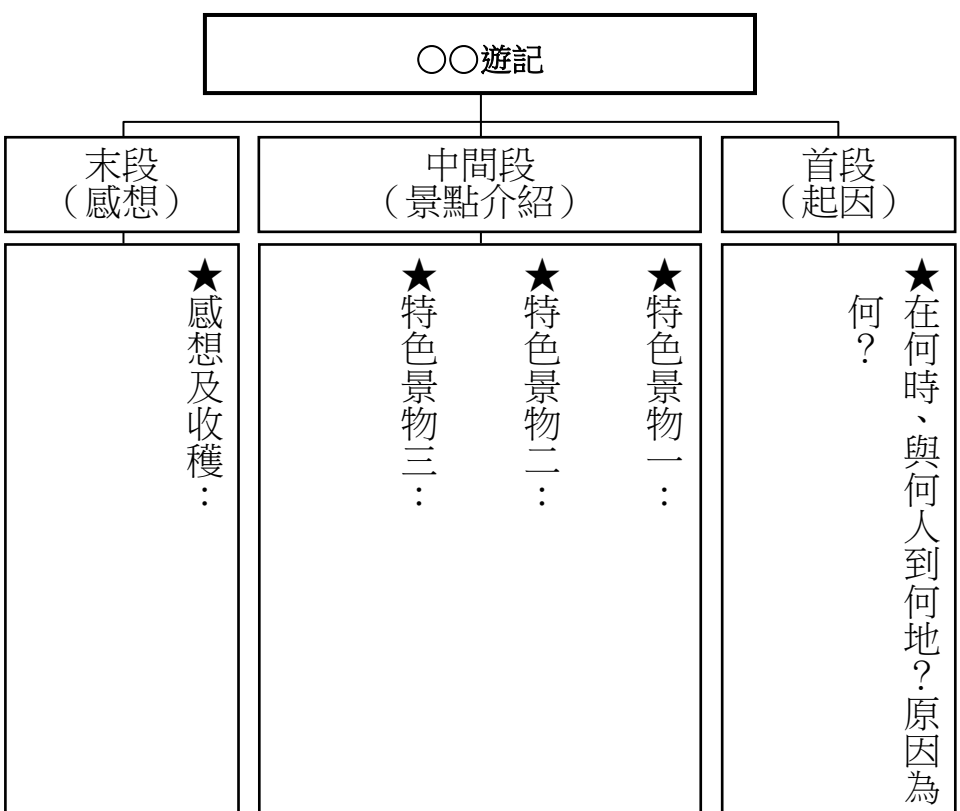 ○○遊記
首段
（起因）
★在何時、與何人到何地？原因為
何？
中間段
（景點介紹）
★特色景物一：
★特色景物二：
★特色景物三：
末段
（感想）
★感想及收穫：